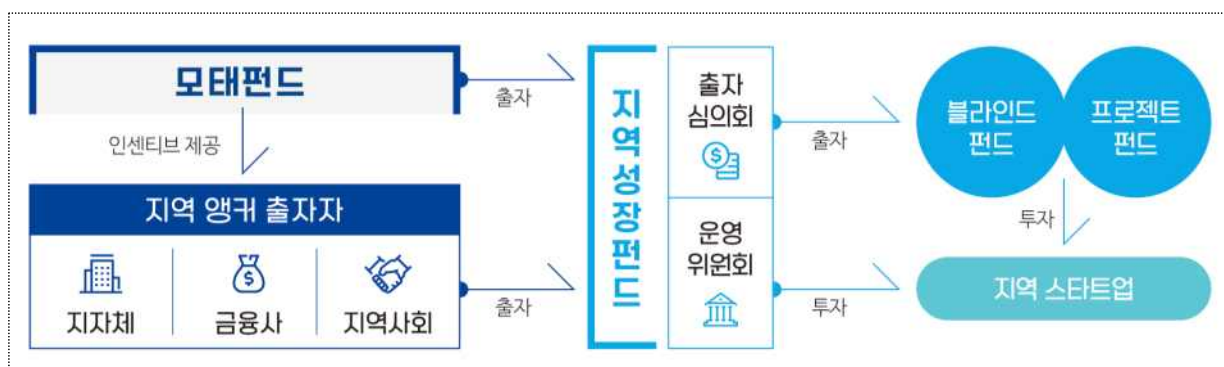 모태펀드
출자
인센티브 제공
지역 앵커 출자자
지자체
금융사
지역사회
출자
지역성장펀드
출자
심의회
운영
위원회
출자
투자
블라인드
펀드
프로젝트
펀드
투자
지역 스타트업